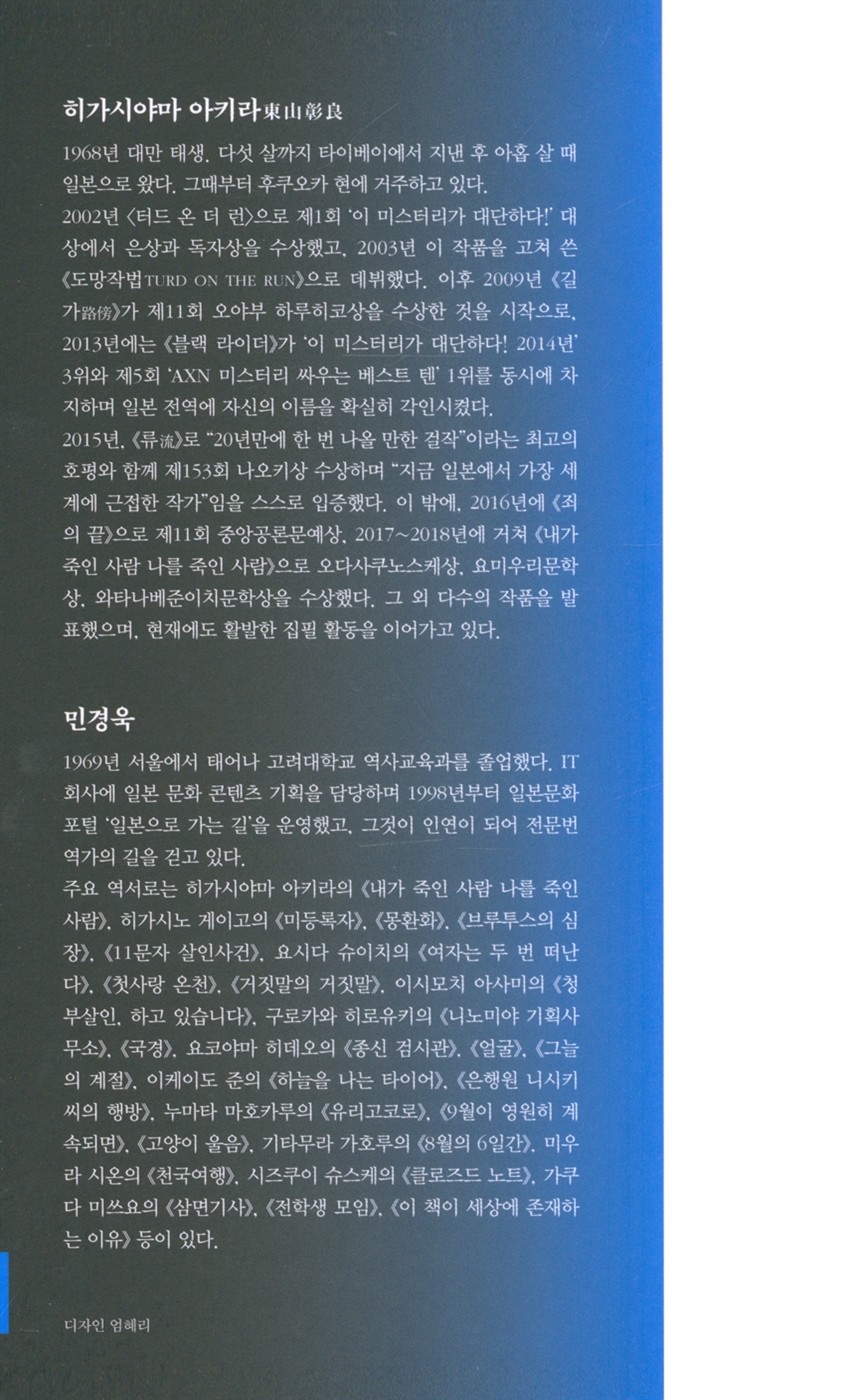 히가시야마 아키라東山彰良
1968년 대만 태생. 다섯 살까지 타이베이에서 지낸 후 아홉 살 때
일본으로 왔다. 그때부터 후쿠오카 현에 거주하고 있다.
2002년 〈터드 온 더 런〉으로 제1회 ‘이 미스터리가 대단하다!’ 대
상에서 은상과 독자상을 수상했고, 2003년 이 작품을 고쳐 쓴
《도망작법TURD ON THE RUN》으로 데뷔했다. 이후 2009년 《길
가路傍》가 제11회 오야부 하루히코상을 수상한 것을 시작으로,
2013년에는 《블랙 라이더》가 ‘이 미스터리가 대단하다! 2014년’
3위와 제5회 ‘AXN 미스터리 싸우는 베스트 텐’ 1위를 동시에 차
지하며 일본 전역에 자신의 이름을 확실히 각인시켰다.
2015년, 《류流》로 “20년만에 한 번 나올 만한 걸작”이라는 최고의
호평과 함께 제153회 나오키상 수상하며 “지금 일본에서 가장 세
계에 근접한 작가”임을 스스로 입증했다. 이 밖에, 2016년에 《죄
의 끝》으로 제11회 중앙공론문예상, 2017~2018년에 거쳐 《내가
죽인 사람 나를 죽인 사람》으로 오다사쿠노스케상, 요미우리문학
상, 와타나베준이치문학상을 수상했다. 그 외 다수의 작품을 발
표했으며, 현재에도 활발한 집필 활동을 이어가고 있다.
민경욱
1969년 서울에서 태어나 고려대학교 역사교육과를 졸업했다. IT
회사에 일본 문화 콘텐츠 기획을 담당하며 1998년부터 일본문화
포털 ‘일본으로 가는 길’을 운영했고, 그것이 인연이 되어 전문번
역가의 길을 걷고 있다.
주요 역서로는 히가시야마 아키라의 《내가 죽인 사람 나를 죽인
사람》, 히가시노 게이고의 《미등록자》, 《몽환화》, 《브루투스의 심
장》, 《11문자 살인사건》, 요시다 슈이치의 《여자는 두 번 떠난
다》, 《첫사랑 온천》, 《거짓말의 거짓말》, 이시모치 아사미의 《청
부살인, 하고 있습니다》, 구로카와 히로유키의 《니노미야 기획사
무소》, 《국경》, 요코야마 히데오의 《종신 검시관》, 《얼굴》, 《그늘
의 계절》, 이케이도 준의 《하늘을 나는 타이어》, 《은행원 니시키
씨의 행방》, 누마타 마호카루의 《유리고코로》, 《9월이 영원히 계
속되면》, 《고양이 울음》, 기타무라 가호루의 《8월의 6일간》, 미우
라 시온의 《천국여행》, 시즈쿠이 슈스케의 《클로즈드 노트》, 가쿠
다 미쓰요의 《삼면기사》, 《전학생 모임》, 《이 책이 세상에 존재하
는 이유》 등이 있다.
디자인 엄혜리